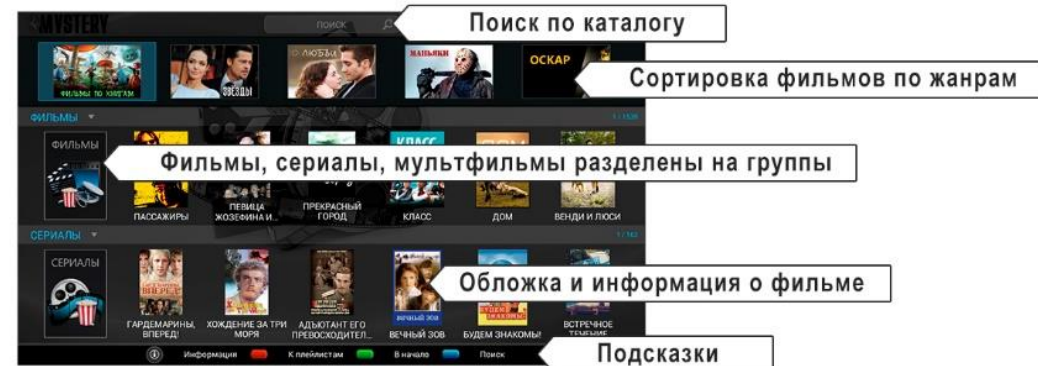 MYSTERY
ПОИСК
Поиск по каталогу
ФИЛЬМЫ ПО КНИГАМ
ЗВЁЗДЫ
О ЛЮБВИ
МАНЬЯКИ
ОСКАР
Сортировка фильмов по жанрам
ФИЛЬМЫ
ФИЛЬМЫ
КЛАСС
Фильмы, сериалы, мультфильмы разделены на группы
ПАССАЖИРЫ
ПЕВИЦА
ЖОЗЕФИНА И...
ПРЕКРАСНЫЙ
ГОРОД
КЛАСС
ДОМ
ВЕНДИ И ЛЮСИ
СЕРИАЛЫ
СЕРИАЛЫ
ВЕЧНЫЙ ЗОВ
Обложка и информация о фильме
ГАРДЕМАРИНЫ,
ВПЕРЕД!
ХОЖДЕНИЕ ЗА ТРИ
МОРЯ
АДЪЮТАНТ ЕГО
ПРЕВОСХОДИТЕЛ...
ВЕЧНЫЙ ЗОВ
БУДЕМ ЗНАКОМЫ!
ВСТРЕЧНОЕ
ТЕЧЕНИЕ
Информация
К плейлистам
В начало
Поиск
Подсказки